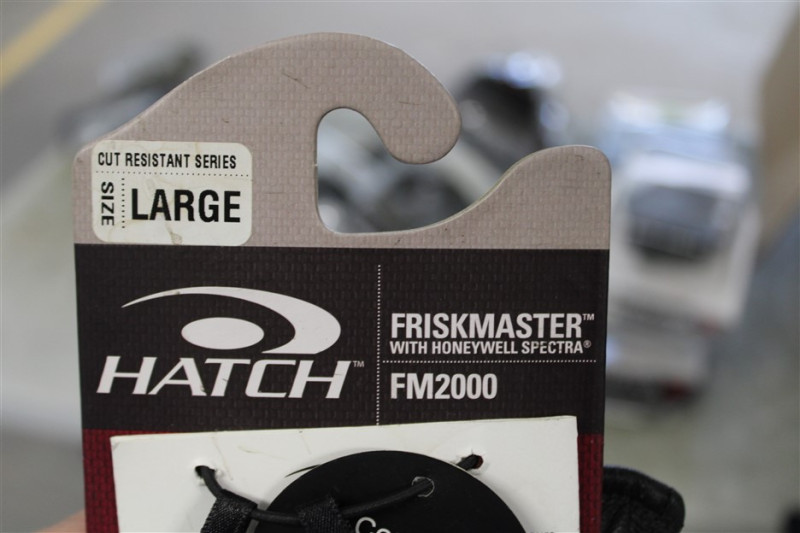 CUT RESISTANT SERIES
SIZE
LARGE
HATCH™
FRISKMASTER™
WITH HONEYWELL SPECTRA®
FM2000